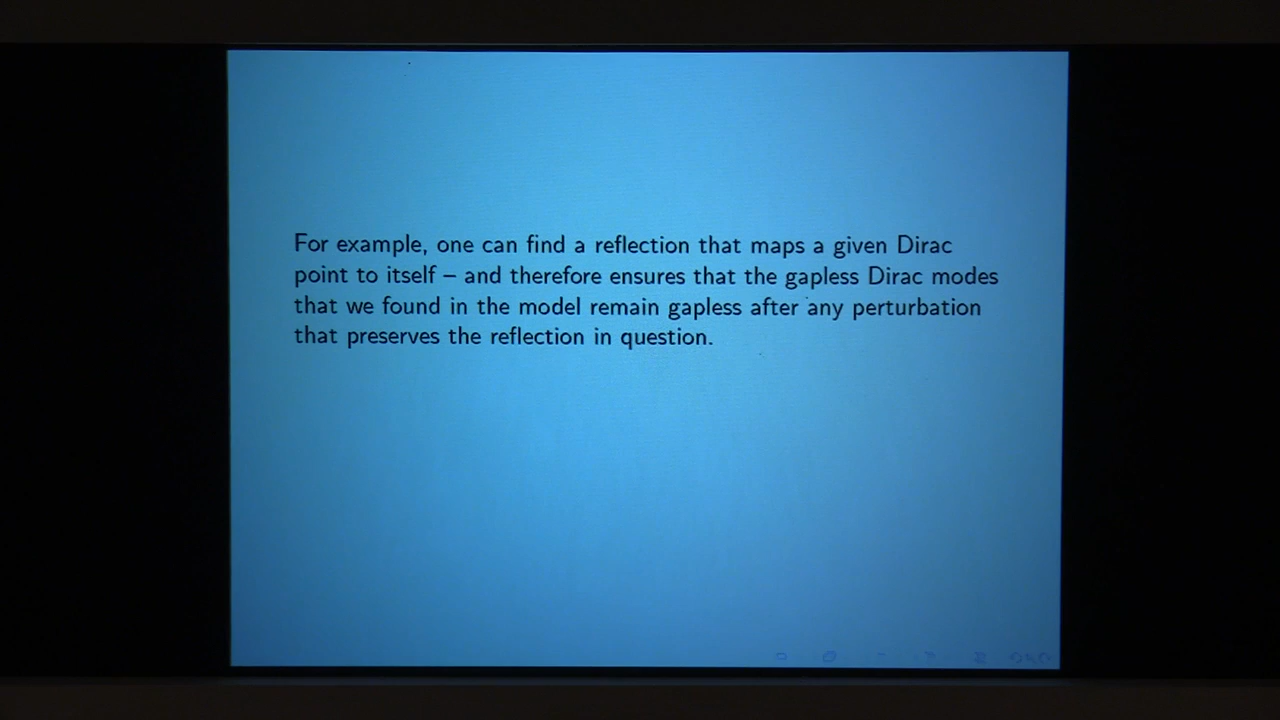 For example, one can find a reflection that maps a given Dirac
point to itself – and therefore ensures that the gapless Dirac modes
that we found in the model remain gapless after any perturbation
that preserves the reflection in question.